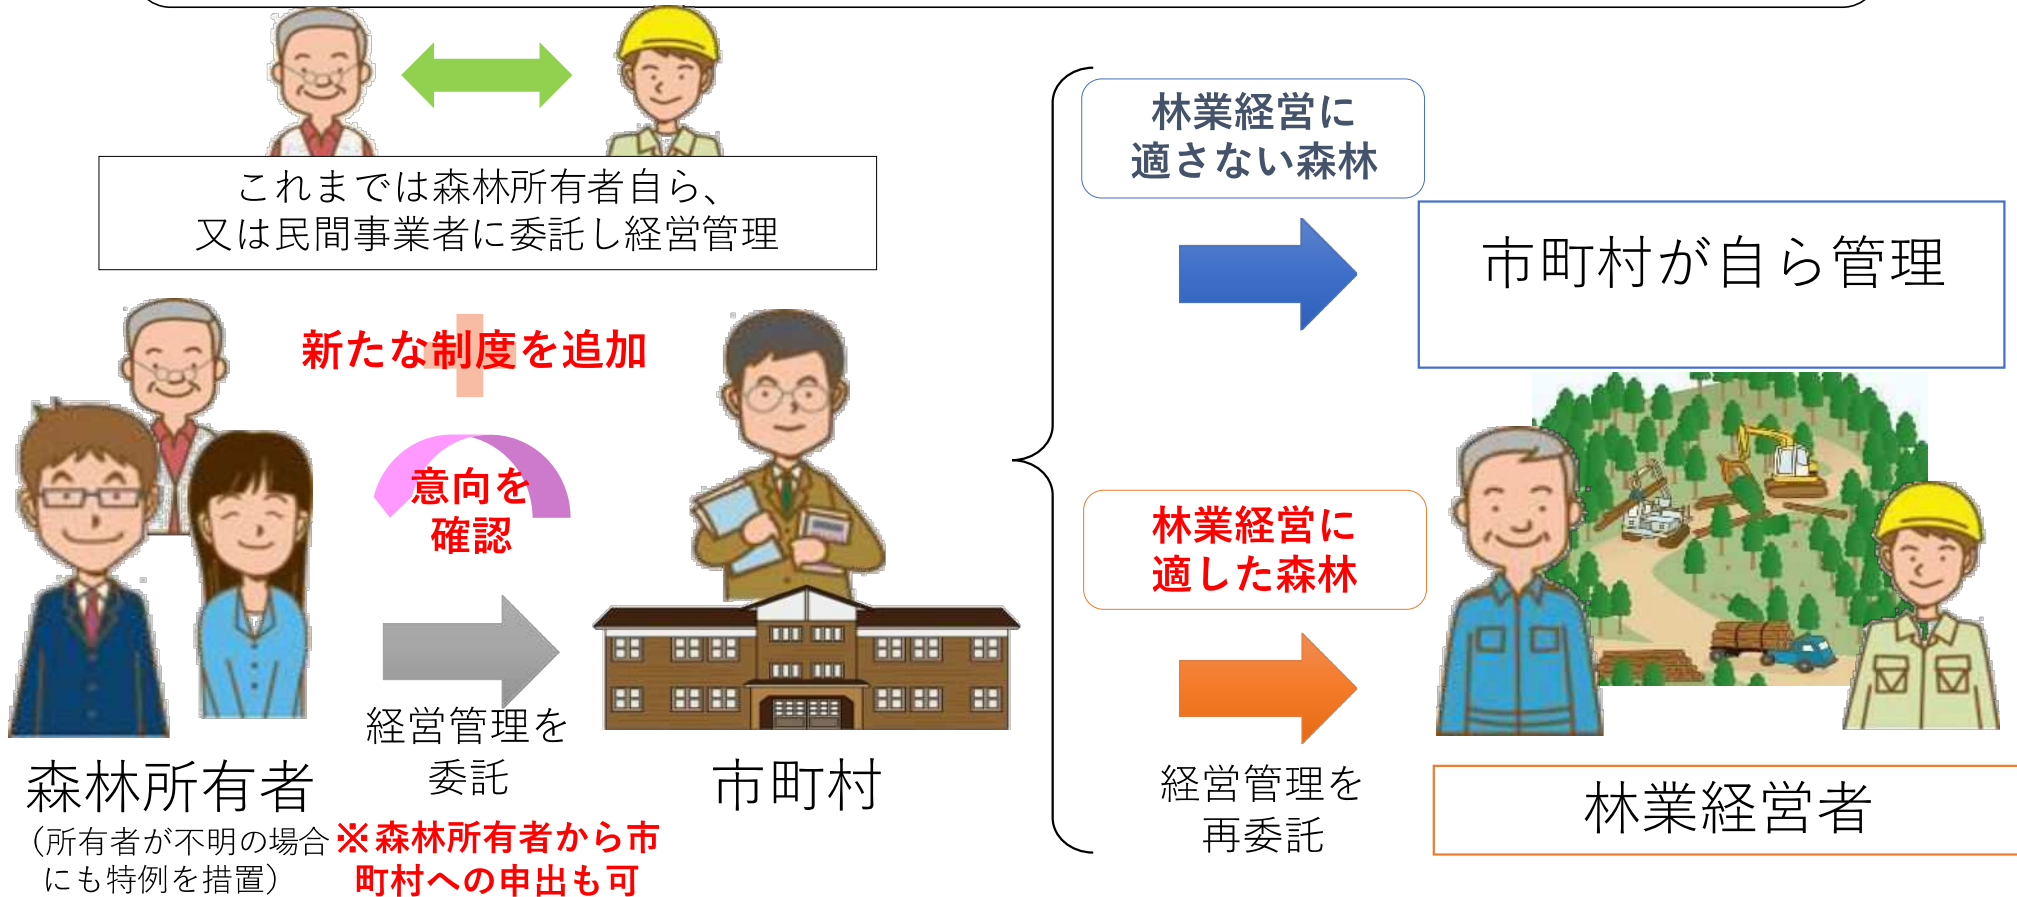 これまでは森林所有者自ら、
又は民間事業者に委託し経営管理
新たな制度を追加
意向を
確認
経営管理を
委託
森林所有者
（所有者が不明の場合
にも特例を措置）
※森林所有者から市
町村への申出も可
市町村
林業経営に
適さない森林
市町村が自ら管理
林業経営に
適した森林
経営管理を
再委託
林業経営者